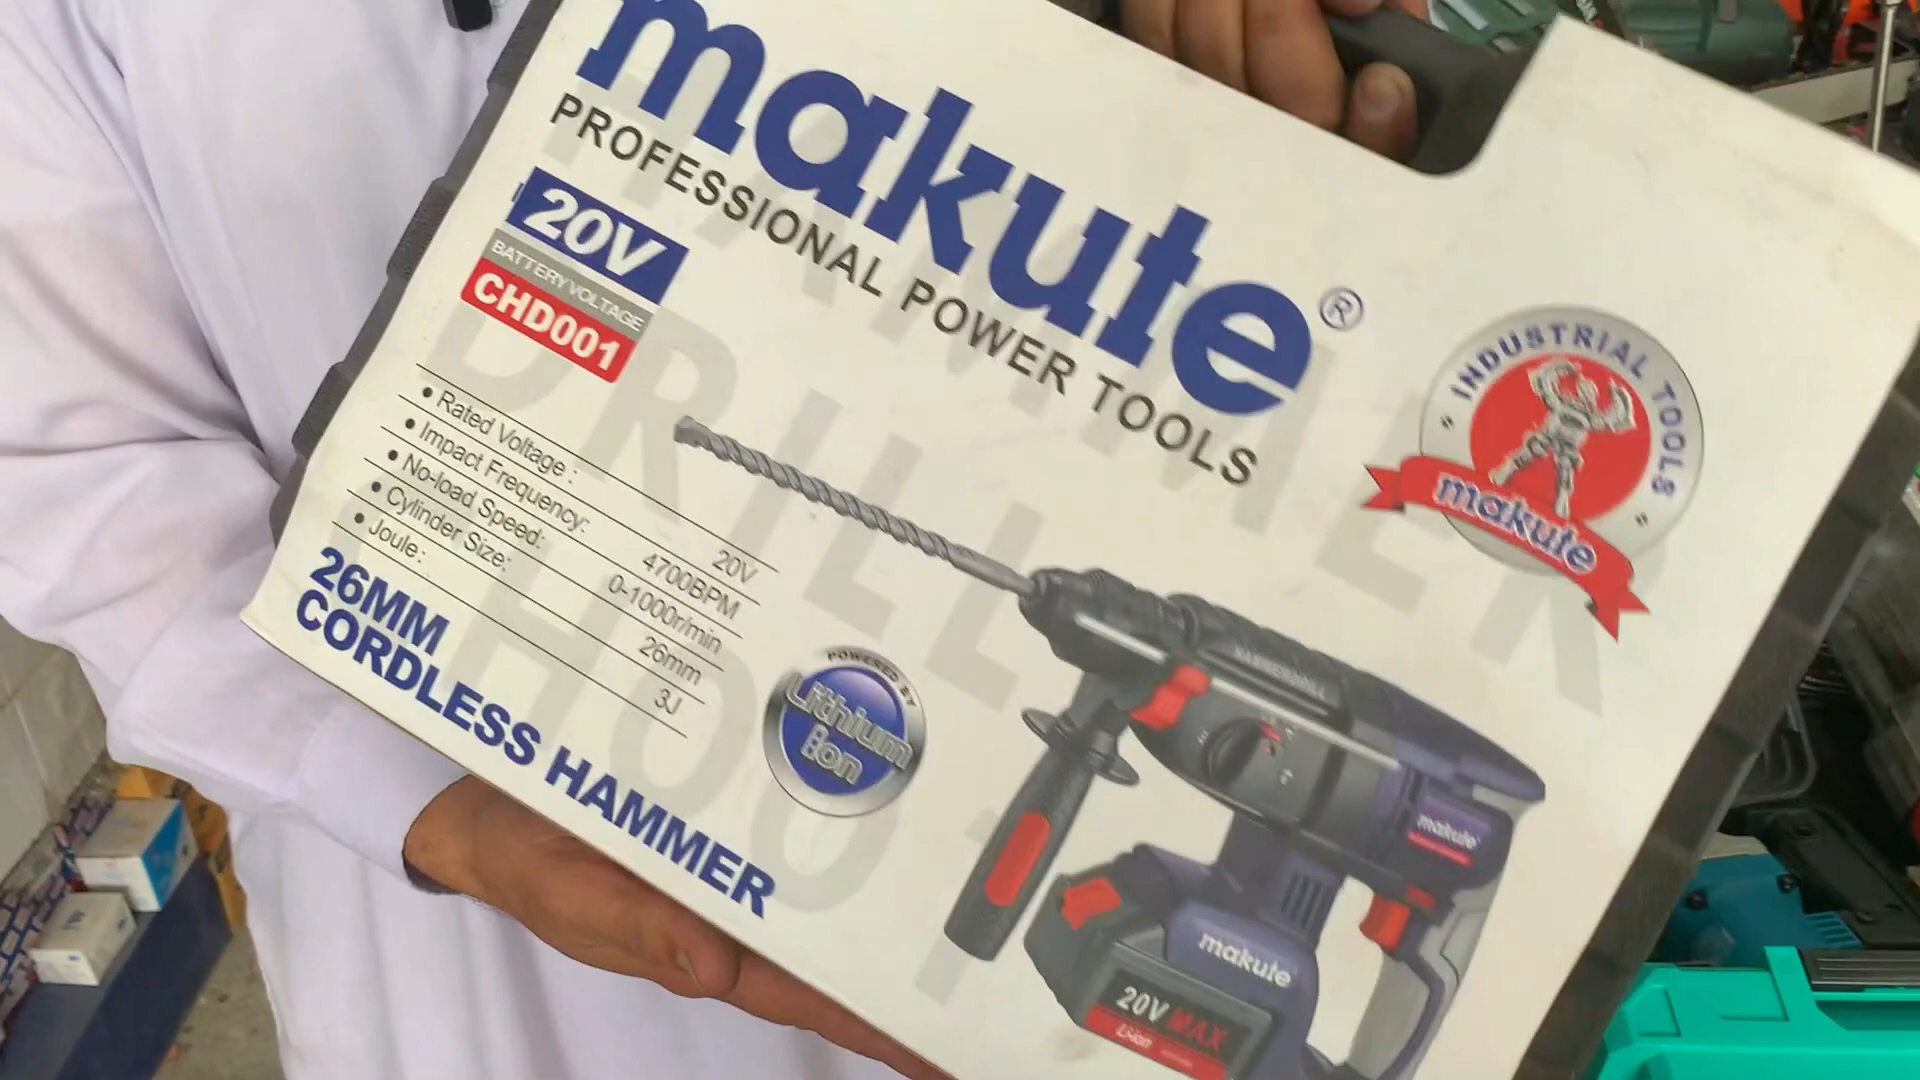 makute®
PROFESSIONAL POWER TOOLS
20V
BATTERY VOLTAGE
CHD001
• Rated Voltage : 20V
• Impact Frequency: 4700BPM
• No-load Speed: 0-1000r/min
• Cylinder Size: 26mm
• Joule: 3J
26MM
CORDLESS HAMMER
POWERED BY
Lithium
Ion
INDUSTRIAL TOOLS
makute
makute
makute
20V MAX
Li-ion